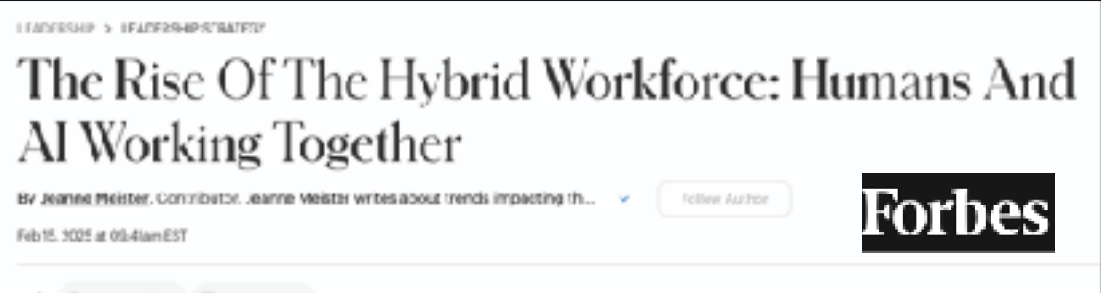 LEADERSHIP > LEADERSHIP STRATEGY
The Rise Of The Hybrid Workforce: Humans And
AI Working Together
By Jeanne Meister, Contributor. Jeanne Meister writes about trends impacting th...
Follow Author
Forbes
Feb 15, 2025 at 09:41am EST